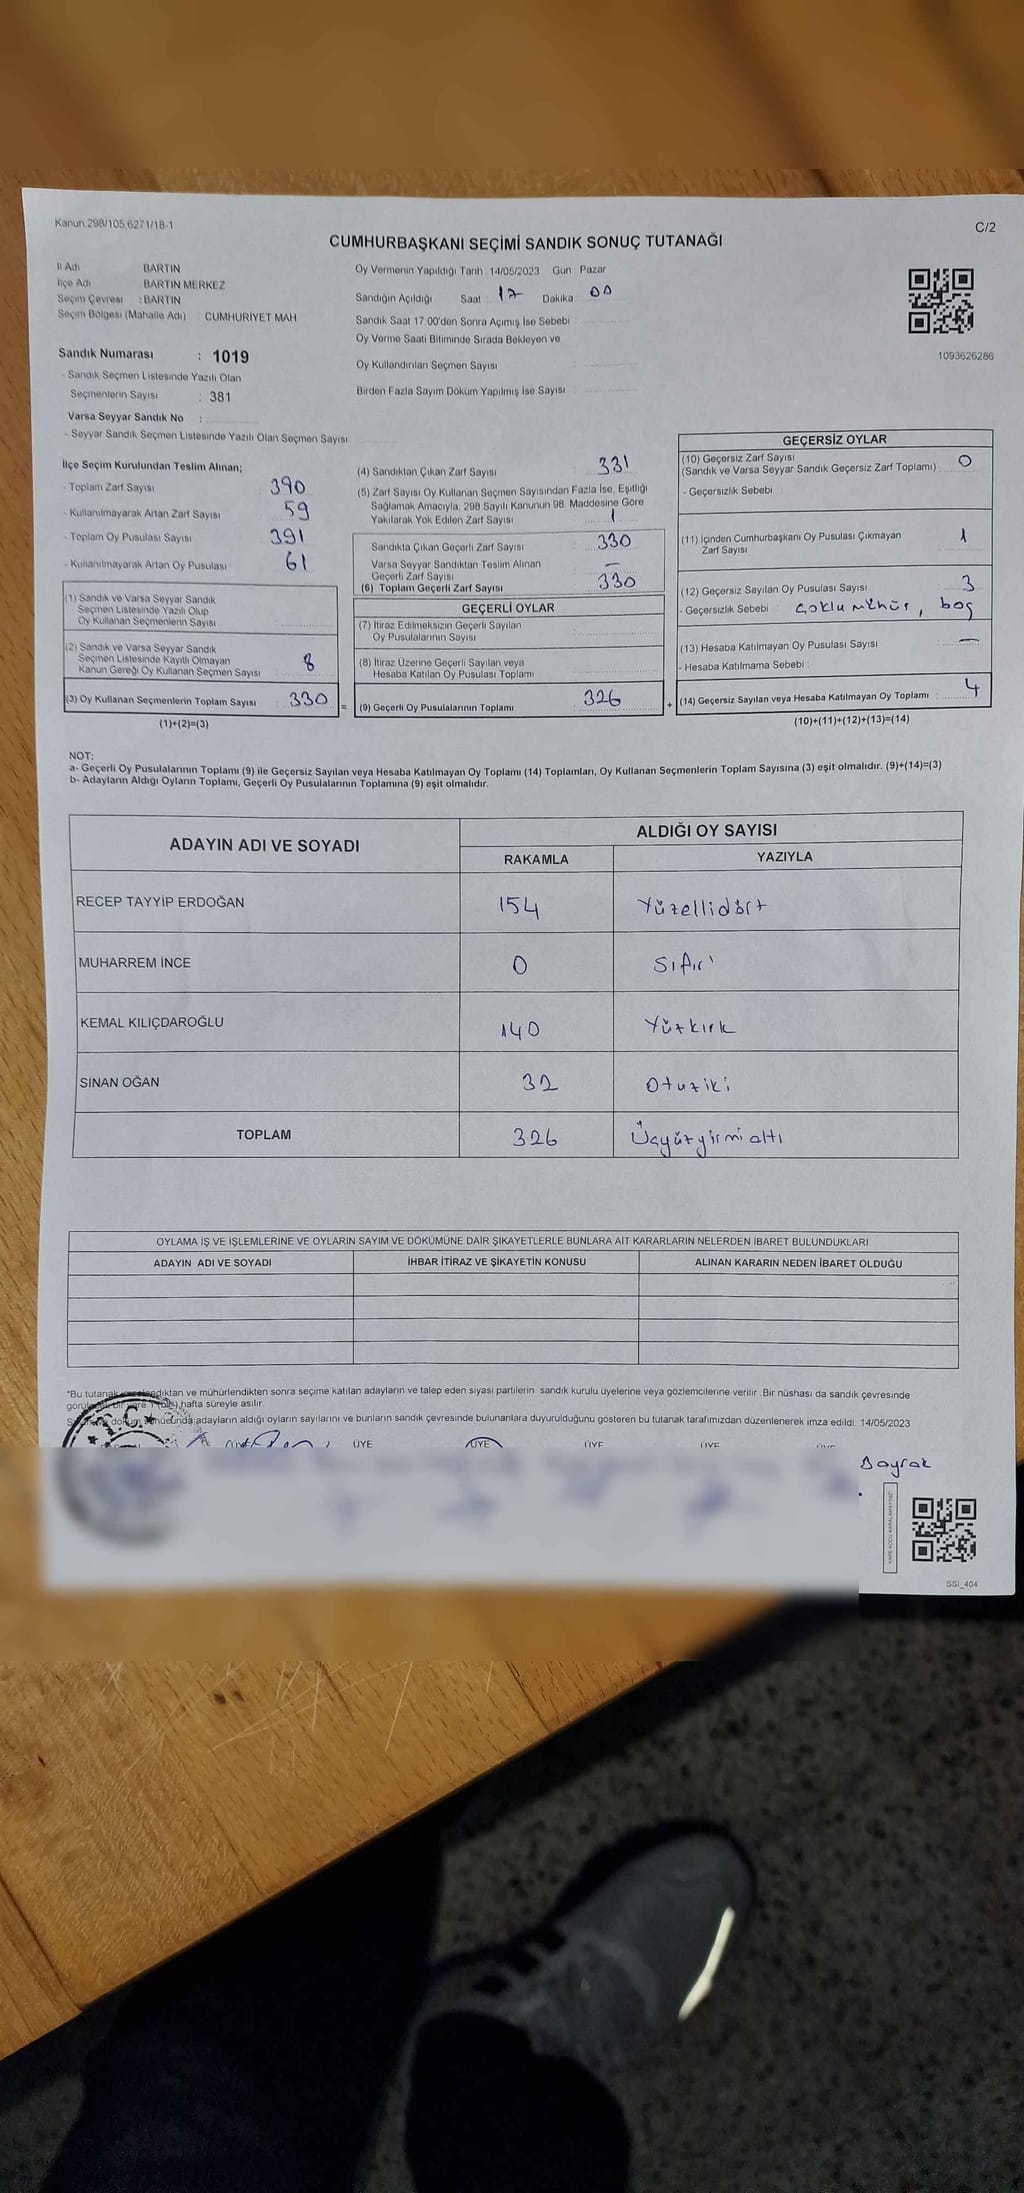 Kanun.298/105,6271/18-1
C/2
CUMHURBAŞKANI SEÇİMİ SANDIK SONUÇ TUTANAĞI
İl Adı BARTIN
İlçe Adı BARTIN MERKEZ
Seçim Çevresi : BARTIN
Seçim Bölgesi (Mahalle Adı) CUMHURİYET MAH
Sandık Numarası : 1019
- Sandık Seçmen Listesinde Yazılı Olan
Seçmenlerin Sayısı : 381
Varsa Seyyar Sandık No :
- Seyyar Sandık Seçmen Listesinde Yazılı Olan Seçmen Sayısı
Oy Vermenin Yapıldığı Tarih 14/05/2023 Gün Pazar
Sandığın Açıldığı Saat 17 Dakika 00
Sandık Saat 17:00'den Sonra Açımış İse Sebebi :
Oy Verme Saati Bitiminde Sırada Bekleyen ve
Oy Kullandırılan Seçmen Sayısı
Birden Fazla Sayım Döküm Yapılmış İse Sayısı :
1093626286
İlçe Seçim Kurulundan Teslim Alınan;
- Toplam Zarf Sayısı 390
- Kullanılmayarak Artan Zarf Sayısı 59
- Toplam Oy Pusulası Sayısı 391
- Kullanılmayarak Artan Oy Pusulası 61
(1) Sandık ve Varsa Seyyar Sandık
Seçmen Listesinde Yazılı Olup
Oy Kullanan Seçmenlerin Sayısı
(2) Sandık ve Varsa Seyyar Sandık
Seçmen Listesinde Kayıtlı Olmayan
Kanun Gereği Oy Kullanan Seçmen Sayısı 8
(3) Oy Kullanan Seçmenlerin Toplam Sayısı 330
(1)+(2)=(3)
(4) Sandıktan Çıkan Zarf Sayısı : 331
(5) Zarf Sayısı Oy Kullanan Seçmen Sayısından Fazla İse, Eşitliği
Sağlamak Amacıyla, 298 Sayılı Kanunun 98. Maddesine Göre
Yakılarak Yok Edilen Zarf Sayısı 1
Sandıkta Çıkan Geçerli Zarf Sayısı : 330
Varsa Seyyar Sandıktan Teslim Alınan
Geçerli Zarf Sayısı –
(6) Toplam Geçerli Zarf Sayısı 330
GEÇERLİ OYLAR
(7) İtiraz Edilmeksizin Geçerli Sayılan
Oy Pusulalarının Sayısı
(8) İtiraz Üzerine Geçerli Sayılan veya
Hesaba Katılan Oy Pusulası Toplamı
= (9) Geçerli Oy Pusulalarının Toplamı 326
GEÇERSİZ OYLAR
(10) Geçersiz Zarf Sayısı
(Sandık ve Varsa Seyyar Sandık Geçersiz Zarf Toplamı) : 0
- Geçersizlik Sebebi :
(11) İçinden Cumhurbaşkanı Oy Pusulası Çıkmayan
Zarf Sayısı : 1
(12) Geçersiz Sayılan Oy Pusulası Sayısı : 3
- Geçersizlik Sebebi : çoklu mühür, boş
(13) Hesaba Katılmayan Oy Pusulası Sayısı : –
- Hesaba Katılmama Sebebi :
+ (14) Geçersiz Sayılan veya Hesaba Katılmayan Oy Toplamı : 4
(10)+(11)+(12)+(13)=(14)
NOT:
a- Geçerli Oy Pusulalarının Toplamı (9) ile Geçersiz Sayılan veya Hesaba Katılmayan Oy Toplamı (14) Toplamları, Oy Kullanan Seçmenlerin Toplam Sayısına (3) eşit olmalıdır. (9)+(14)=(3)
b- Adayların Aldığı Oyların Toplamı, Geçerli Oy Pusulalarının Toplamına (9) eşit olmalıdır.
ADAYIN ADI VE SOYADI ALDIĞI OY SAYISI
RAKAMLA YAZIYLA
RECEP TAYYİP ERDOĞAN 154 Yüzellidört
MUHARREM İNCE 0 Sıfır
KEMAL KILIÇDAROĞLU 140 Yüzkırk
SİNAN OĞAN 32 Otuziki
TOPLAM 326 Üçyüzyirmialtı
OYLAMA İŞ VE İŞLEMLERİNE VE OYLARIN SAYIM VE DÖKÜMÜNE DAİR ŞİKAYETLERLE BUNLARA AİT KARARLARIN NELERDEN İBARET BULUNDUKLARI
ADAYIN ADI VE SOYADI İHBAR İTİRAZ VE ŞİKAYETİN KONUSU ALINAN KARARIN NEDEN İBARET OLDUĞU
*Bu tutanak ve mühürlendikten sonra seçime katılan adayların ve talep eden siyasi partilerin sandık kurulu üyelerine veya gözlemcilerine verilir. Bir nüshası da sandık çevresinde
hafta süreyle asılır.
adayların aldığı oyların sayılarını ve bunların sandık çevresinde bulunanlara duyurulduğunu gösteren bu tutanak tarafımızdan düzenlenerek imza edildi. 14/05/2023
T.C.
ÜYE ÜYE ÜYE ÜYE
Bayrak
KARE KODU KARALAMAYINIZ!
SSI_404